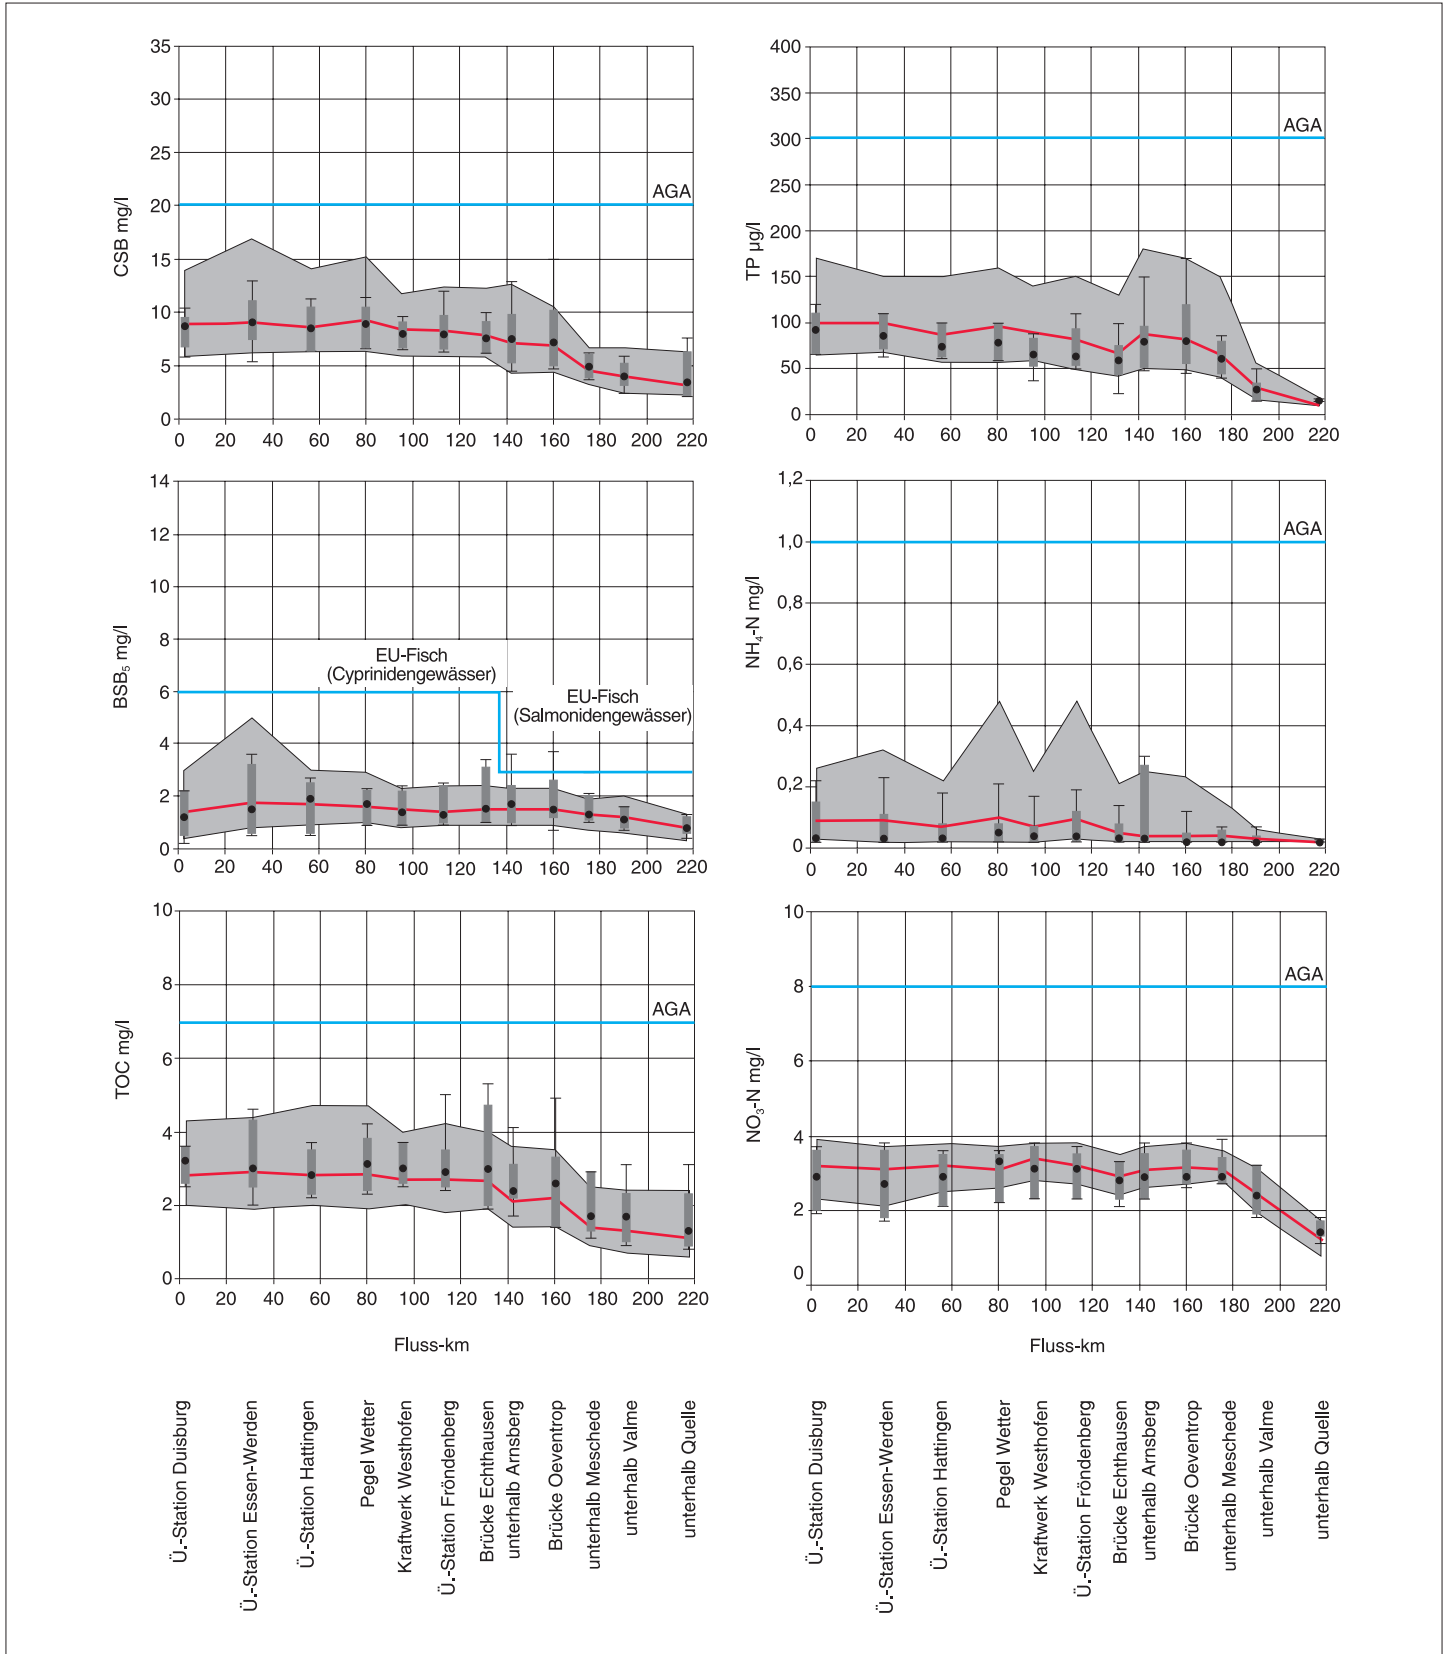 35
30
25
20
15
10
5
0
CSB mg/l
AGA
0 20 40 60 80 100 120 140 160 180 200 220
400
350
300
250
200
150
100
50
0
TP µg/l
AGA
0 20 40 60 80 100 120 140 160 180 200 220
14
12
10
8
6
4
2
0
BSB₅ mg/l
EU-Fisch
(Cyprinidengewässer)
EU-Fisch
(Salmonidengewässer)
0 20 40 60 80 100 120 140 160 180 200 220
1,2
1,0
0,8
0,6
0,4
0,2
0
NH₄-N mg/l
AGA
0 20 40 60 80 100 120 140 160 180 200 220
10
8
6
4
2
0
TOC mg/l
AGA
0 20 40 60 80 100 120 140 160 180 200 220
Fluss-km
10
8
6
4
2
0
NO₃-N mg/l
AGA
0 20 40 60 80 100 120 140 160 180 200 220
Fluss-km
Ü.-Station Duisburg
Ü.-Station Essen-Werden
Ü.-Station Hattingen
Pegel Wetter
Kraftwerk Westhofen
Ü.-Station Fröndenberg
Brücke Echthausen
unterhalb Arnsberg
Brücke Oeventrop
unterhalb Meschede
unterhalb Valme
unterhalb Quelle
Ü.-Station Duisburg
Ü.-Station Essen-Werden
Ü.-Station Hattingen
Pegel Wetter
Kraftwerk Westhofen
Ü.-Station Fröndenberg
Brücke Echthausen
unterhalb Arnsberg
Brücke Oeventrop
unterhalb Meschede
unterhalb Valme
unterhalb Quelle